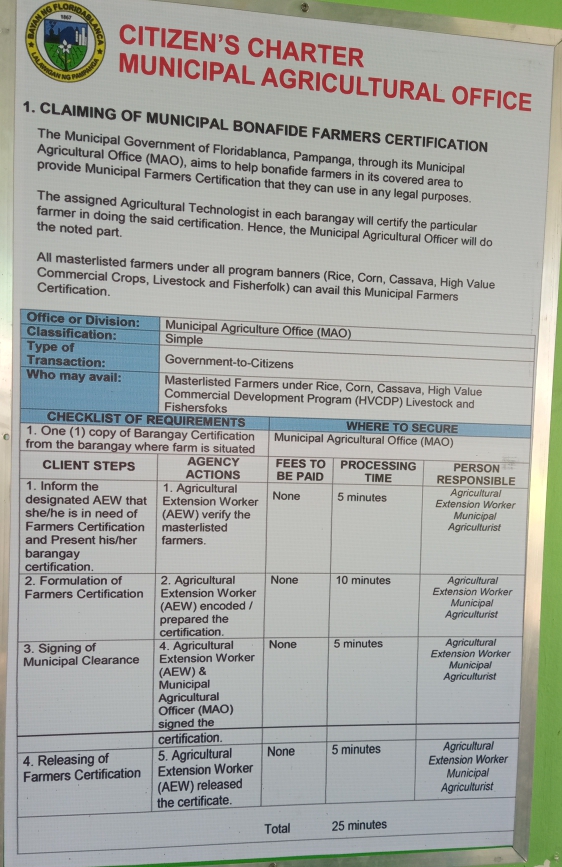 BAYAN NG FLORIDABLANCA
1867
LALAWIGAN NG PAMPANGA
CITIZEN'S CHARTER
MUNICIPAL AGRICULTURAL OFFICE
1. CLAIMING OF MUNICIPAL BONAFIDE FARMERS CERTIFICATION
The Municipal Government of Floridablanca, Pampanga, through its Municipal
Agricultural Office (MAO), aims to help bonafide farmers in its covered area to
provide Municipal Farmers Certification that they can use in any legal purposes.
The assigned Agricultural Technologist in each barangay will certify the particular
farmer in doing the said certification. Hence, the Municipal Agricultural Officer will do
the noted part.
All masterlisted farmers under all program banners (Rice, Corn, Cassava, High Value
Commercial Crops, Livestock and Fisherfolk) can avail this Municipal Farmers
Certification.
Office or Division:
Municipal Agriculture Office (MAO)
Classification:
Simple
Type of
Transaction:
Government-to-Citizens
Who may avail:
Masterlisted Farmers under Rice, Corn, Cassava, High Value
Commercial Development Program (HVCDP) Livestock and
Fishersfoks
CHECKLIST OF REQUIREMENTS
WHERE TO SECURE
1. One (1) copy of Barangay Certification
from the barangay where farm is situated
Municipal Agricultural Office (MAO)
CLIENT STEPS
AGENCY
ACTIONS
FEES TO
BE PAID
PROCESSING
TIME
PERSON
RESPONSIBLE
1. Inform the
designated AEW that
she/he is in need of
Farmers Certification
and Present his/her
barangay
certification.
1. Agricultural
Extension Worker
(AEW) verify the
masterlisted
farmers.
None
5 minutes
Agricultural
Extension Worker
Municipal
Agriculturist
2. Formulation of
Farmers Certification
2. Agricultural
Extension Worker
(AEW) encoded /
prepared the
certification.
None
10 minutes
Agricultural
Extension Worker
Municipal
Agriculturist
3. Signing of
Municipal Clearance
4. Agricultural
Extension Worker
(AEW) &
Municipal
Agricultural
Officer (MAO)
signed the
certification.
None
5 minutes
Agricultural
Extension Worker
Municipal
Agriculturist
4. Releasing of
Farmers Certification
5. Agricultural
Extension Worker
(AEW) released
the certificate.
None
5 minutes
Agricultural
Extension Worker
Municipal
Agriculturist
Total
25 minutes